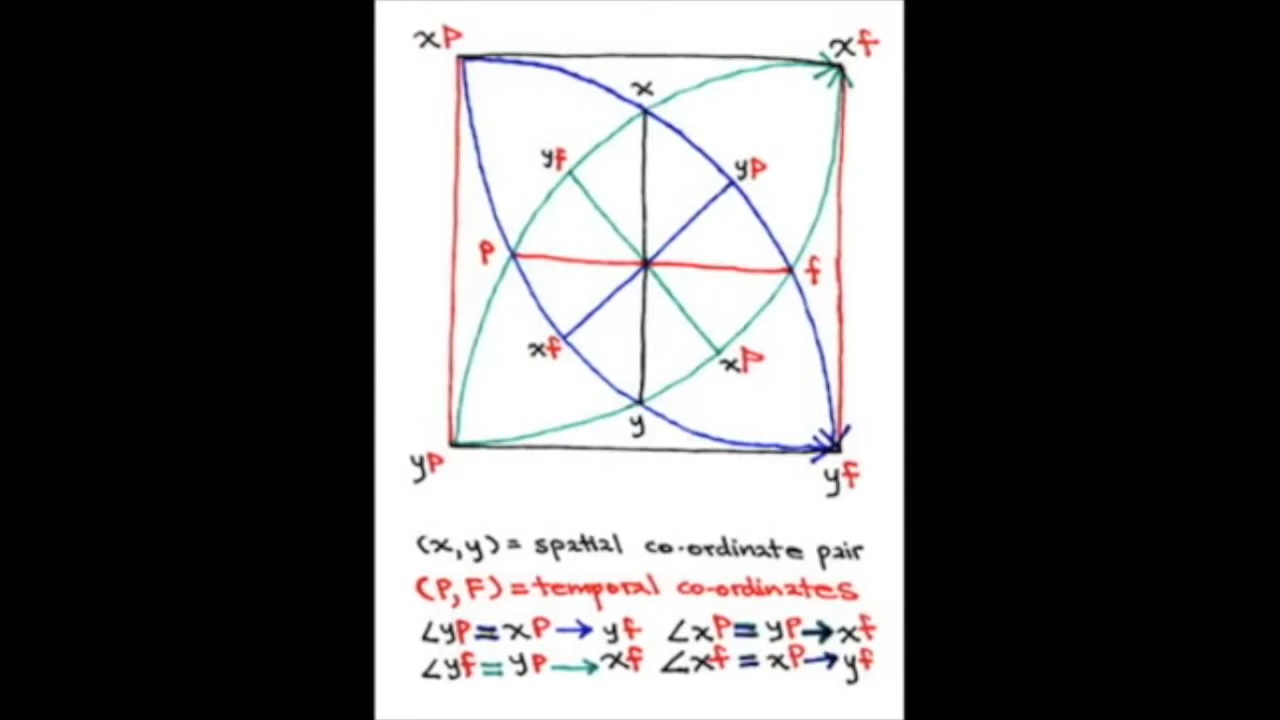 xP xf
x
yf yP
P f
xf xP
y
yP yf
(x,y) = spatial co-ordinate pair
(P,F) = temporal co-ordinates
∠yP = xP → yf ∠xP = yP → xf
∠yf = yP → xf ∠xf = xP → yf